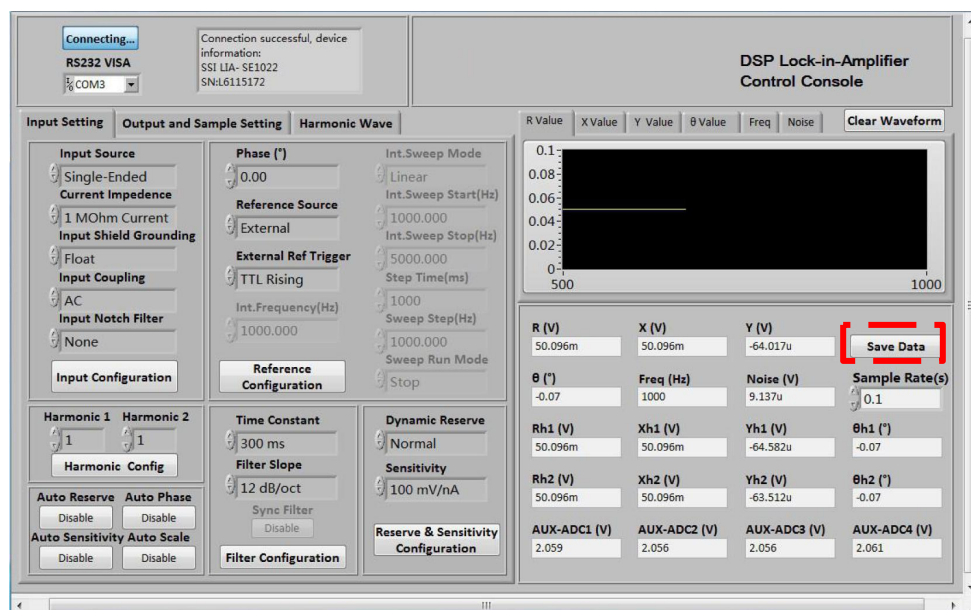 Connecting...
RS232 VISA
COM3
Connection successful, device
information:
SSI LIA- SE1022
SN:L6115172
DSP Lock-in-Amplifier
Control Console
Input Setting
Output and Sample Setting
Harmonic Wave
Input Source
Single-Ended
Current Impedence
1 MOhm Current
Input Shield Grounding
Float
Input Coupling
AC
Input Notch Filter
None
Input Configuration
Phase (°)
0.00
Reference Source
External
External Ref Trigger
TTL Rising
Int.Frequency(Hz)
1000.000
Reference
Configuration
Int.Sweep Mode
Linear
Int.Sweep Start(Hz)
1000.000
Int.Sweep Stop(Hz)
5000.000
Step Time(ms)
1000
Sweep Step(Hz)
1000.000
Sweep Run Mode
Stop
Harmonic 1 Harmonic 2
1 1
Harmonic Config
Auto Reserve Auto Phase
Disable Disable
Auto Sensitivity Auto Scale
Disable Disable
Time Constant
300 ms
Filter Slope
12 dB/oct
Sync Filter
Disable
Filter Configuration
Dynamic Reserve
Normal
Sensitivity
100 mV/nA
Reserve & Sensitivity
Configuration
R Value X Value Y Value θ Value Freq Noise Clear Waveform
0.1
0.08
0.06
0.04
0.02
0
500 1000
R (V) X (V) Y (V)
50.096m 50.096m -64.017u Save Data
θ (°) Freq (Hz) Noise (V) Sample Rate(s)
-0.07 1000 9.137u 0.1
Rh1 (V) Xh1 (V) Yh1 (V) θh1 (°)
50.096m 50.096m -64.582u -0.07
Rh2 (V) Xh2 (V) Yh2 (V) θh2 (°)
50.096m 50.096m -63.512u -0.07
AUX-ADC1 (V) AUX-ADC2 (V) AUX-ADC3 (V) AUX-ADC4 (V)
2.059 2.056 2.056 2.061